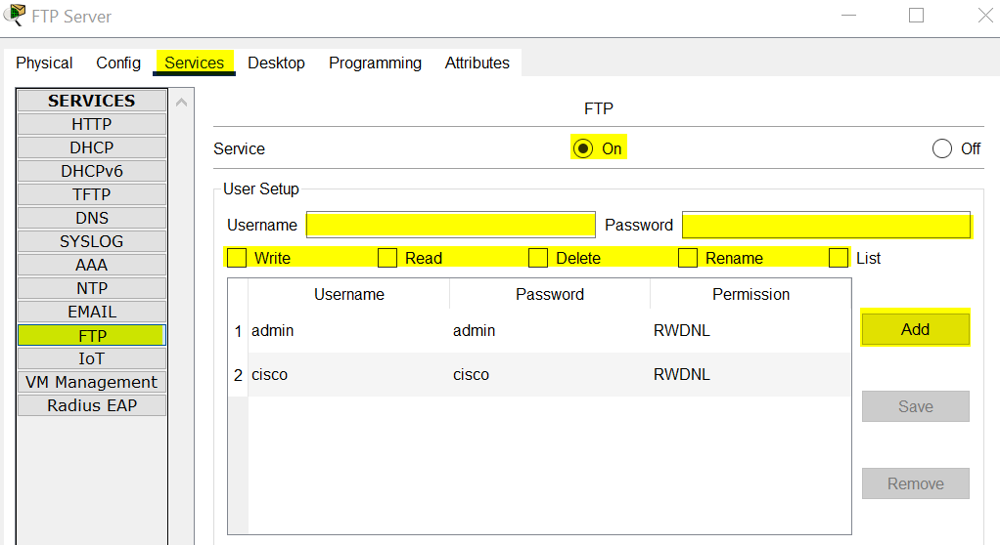 FTP Server
Physical Config Services Desktop Programming Attributes
SERVICES
HTTP
DHCP
DHCPv6
TFTP
DNS
SYSLOG
AAA
NTP
EMAIL
FTP
IoT
VM Management
Radius EAP
FTP
Service On Off
User Setup
Username Password
Write Read Delete Rename List
Username Password Permission
1 admin admin RWDNL
2 cisco cisco RWDNL
Add
Save
Remove